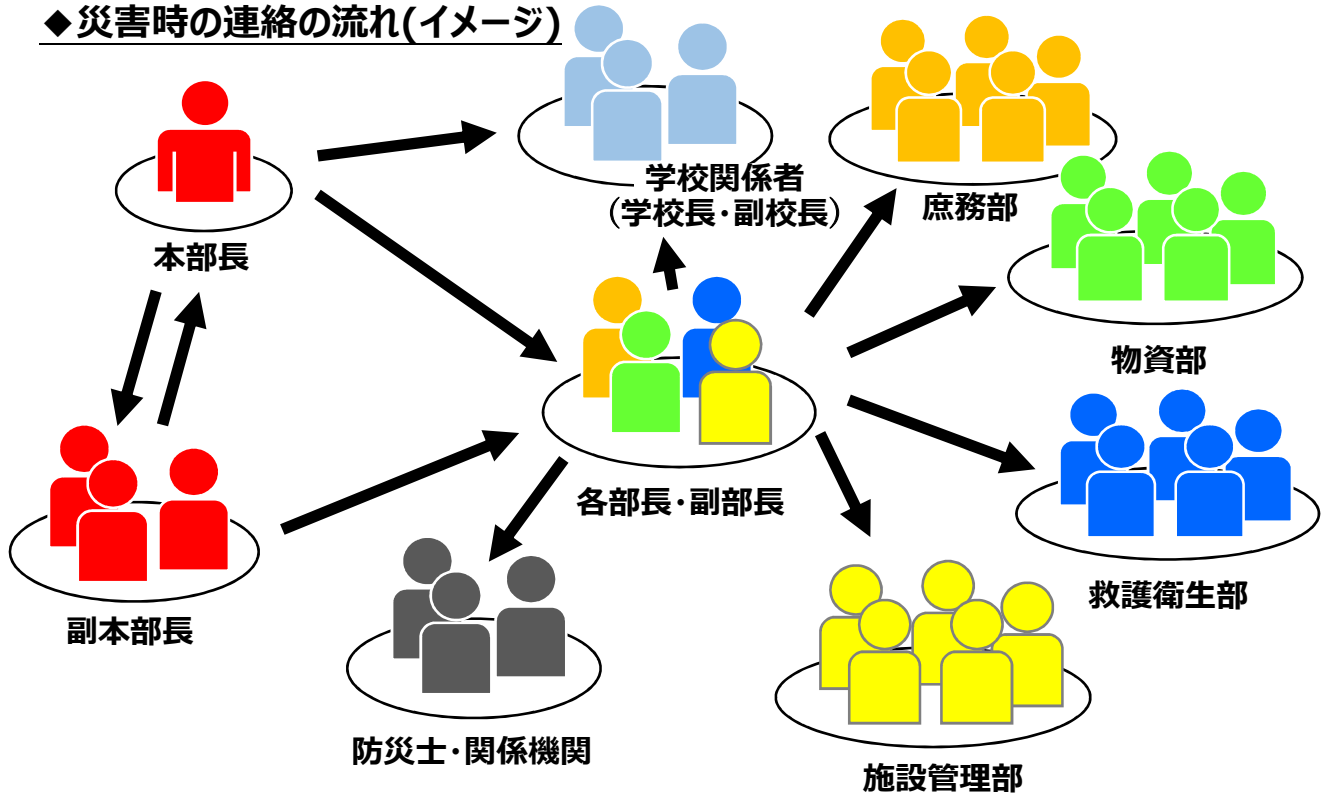 ◆災害時の連絡の流れ(イメージ)
学校関係者
（学校長・副校長）
庶務部
本部長
物資部
各部長・副部長
救護衛生部
副本部長
防災士・関係機関
施設管理部